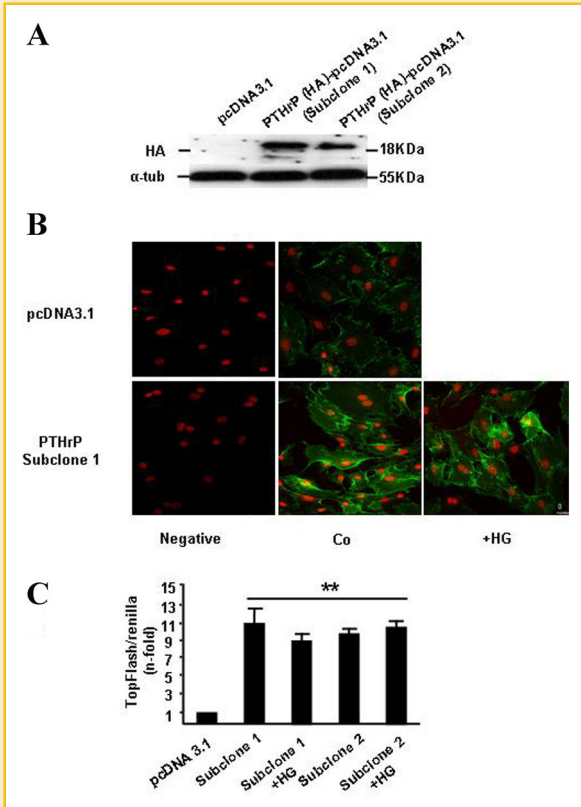 A
pcDNA3.1
PTHrP (HA)-pcDNA3.1
(Subclone 1)
PTHrP (HA)-pcDNA3.1
(Subclone 2)
HA
18KDa
α-tub
55KDa
B
pcDNA3.1
PTHrP
Subclone 1
Negative
Co
+HG
C
TopFlash/renilla
(n-fold)
15
13
11
9
7
5
3
1
**
pcDNA 3.1
Subclone 1
Subclone 1
+HG
Subclone 2
Subclone 2
+HG